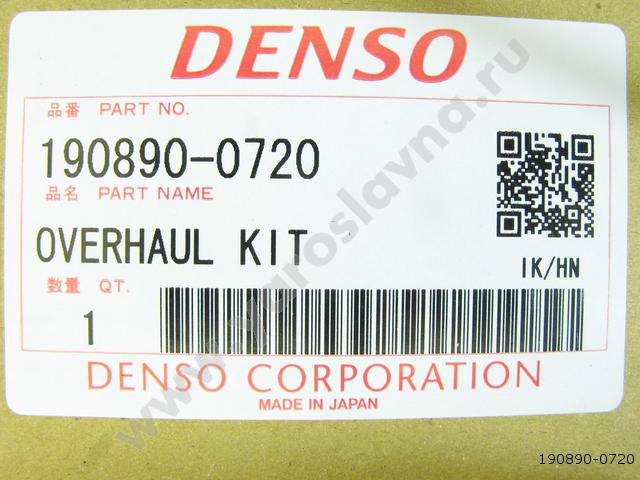 DENSO
品番 PART NO.
190890-0720
品名 PART NAME
OVERHAUL KIT
IK/HN
数量 QT.
1
DENSO CORPORATION
MADE IN JAPAN
www.yaroslavna.ru
190890-0720